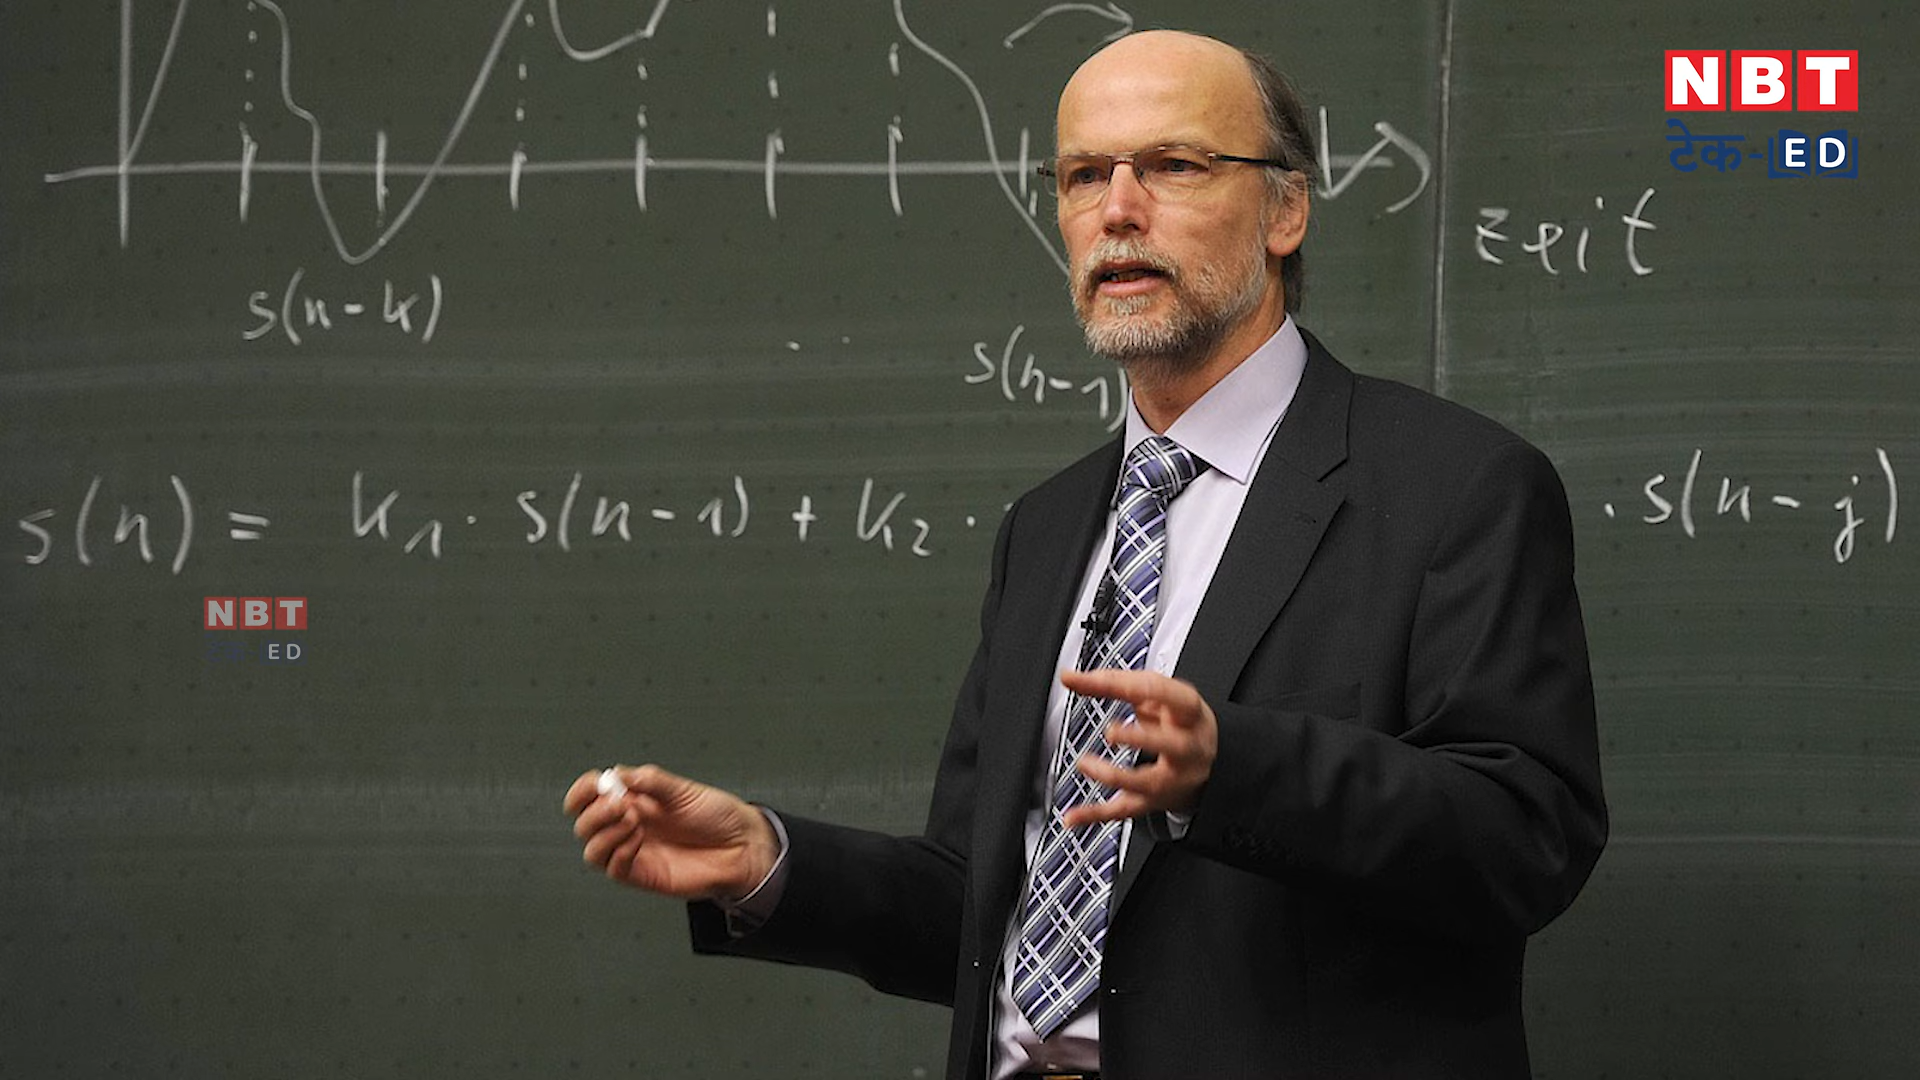 NBT
टेक-ED
Zeit
s(n-k)
s(n-1)
s(n) = k₁· s(n-1) + k₂ · · s(n-j)
NBT
ED